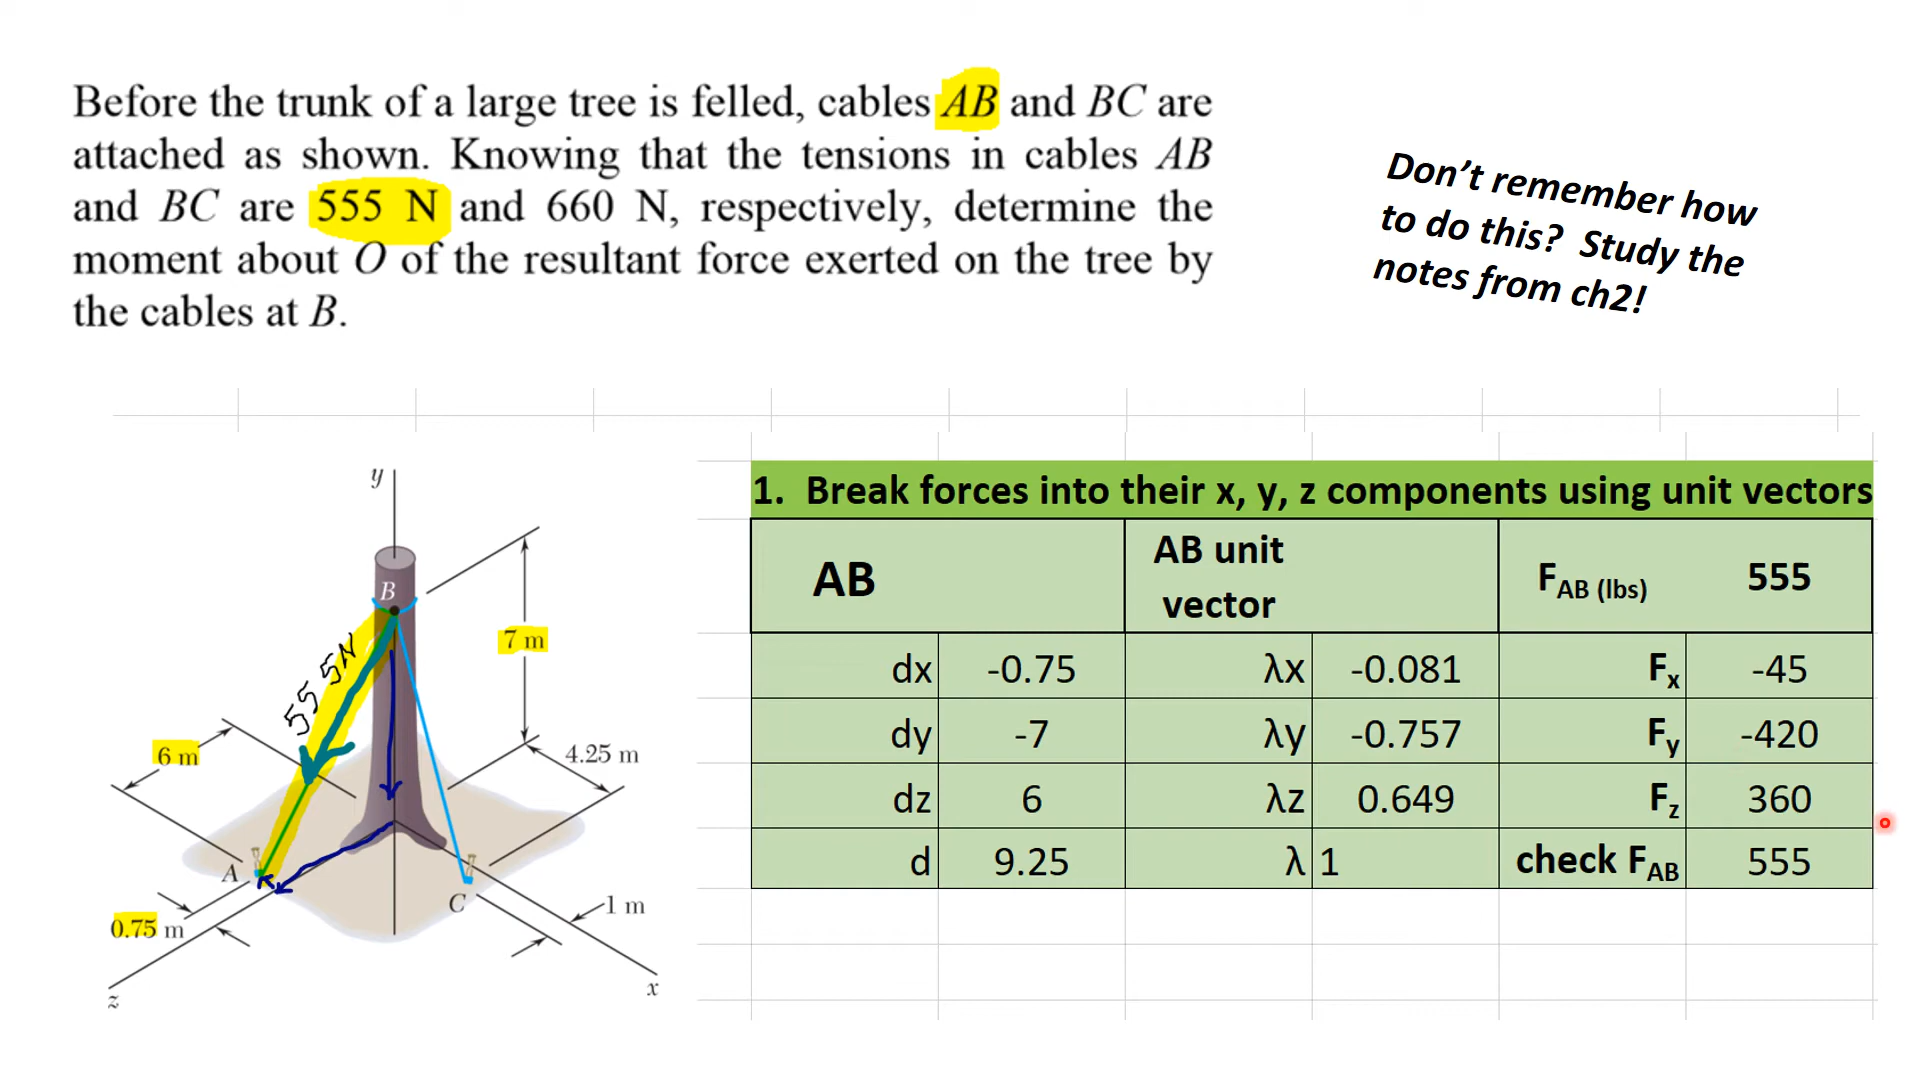 Before the trunk of a large tree is felled, cables AB and BC are
attached as shown. Knowing that the tensions in cables AB
and BC are 555 N and 660 N, respectively, determine the
moment about O of the resultant force exerted on the tree by
the cables at B.
Don't remember how
to do this? Study the
notes from ch2!
y
B
7 m
555N
6 m
4.25 m
A
C
1 m
0.75 m
z
x
1. Break forces into their x, y, z components using unit vectors
AB AB unit vector FAB (lbs) 555
dx -0.75 λx -0.081 Fx -45
dy -7 λy -0.757 Fy -420
dz 6 λz 0.649 Fz 360
d 9.25 λ 1 check FAB 555